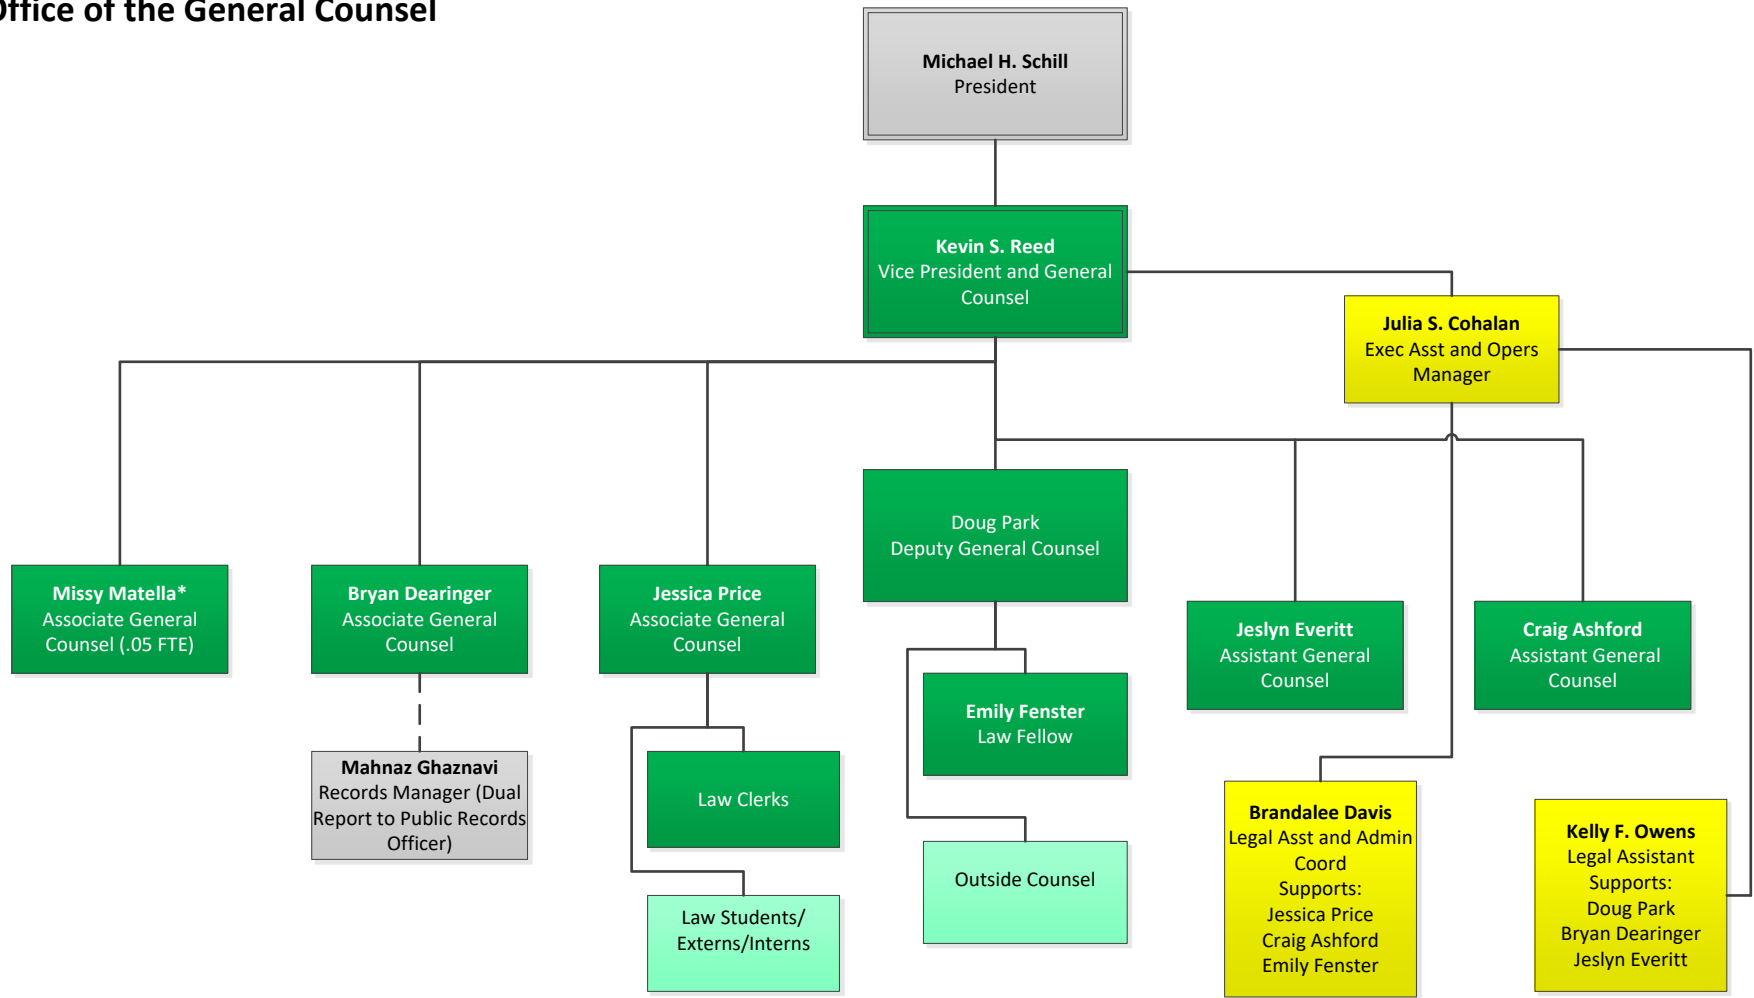 Office of the General Counsel
Michael H. Schill
President
Kevin S. Reed
Vice President and General
Counsel
Julia S. Cohalan
Exec Asst and Opers
Manager
Doug Park
Deputy General Counsel
Missy Matella*
Associate General
Counsel (.05 FTE)
Bryan Dearinger
Associate General
Counsel
Jessica Price
Associate General
Counsel
Jeslyn Everitt
Assistant General
Counsel
Craig Ashford
Assistant General
Counsel
Emily Fenster
Law Fellow
Mahnaz Ghaznavi
Records Manager (Dual
Report to Public Records
Officer)
Law Clerks
Outside Counsel
Law Students/
Externs/Interns
Brandalee Davis
Legal Asst and Admin
Coord
Supports:
Jessica Price
Craig Ashford
Emily Fenster
Kelly F. Owens
Legal Assistant
Supports:
Doug Park
Bryan Dearinger
Jeslyn Everitt